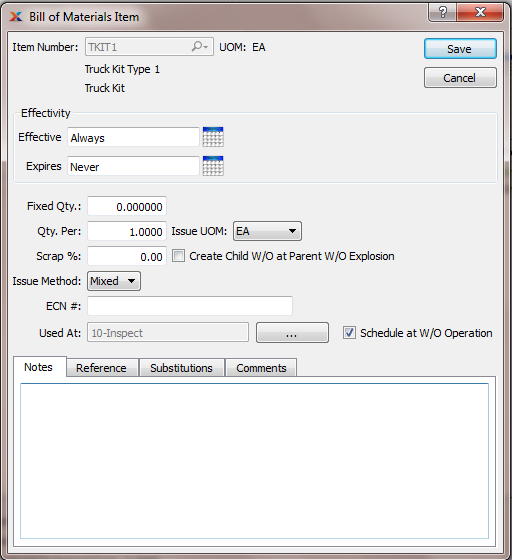 Bill of Materials Item
Item Number: TKIT1 UOM: EA Save
Truck Kit Type 1 Cancel
Truck Kit
Effectivity
Effective Always
Expires Never
Fixed Qty.: 0.000000
Qty. Per: 1.0000 Issue UOM: EA
Scrap %: 0.00 Create Child W/O at Parent W/O Explosion
Issue Method: Mixed
ECN #:
Used At: 10-Inspect ... Schedule at W/O Operation
Notes Reference Substitutions Comments